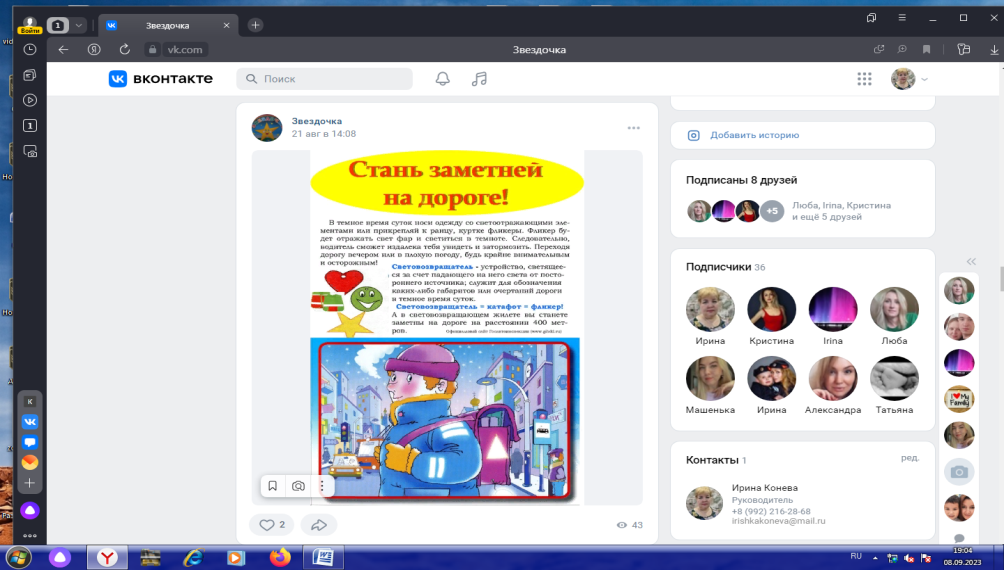 Войти
1
Звездочка
vk.com
Звездочка
1
вконтакте
Поиск
Звездочка
21 авг в 14:08
Стань заметней
на дороге!
В темное время суток носи одежду со светоотражающими эле-
ментами или прикрепляй к ранцу, куртке фликеры. Фликер бу-
дет отражать свет фар и светиться в темноте. Следовательно,
водитель сможет издалека тебя увидеть и затормозить. Переходя
дорогу вечером или в плохую погоду, будь крайне внимательным
и осторожным!
Световозвращатель - устройство, светящее-
ся за счет падающего на него света от посто-
роннего источника; служит для обозначения
каких-либо габаритов или очертаний дороги
в темное время суток.
Световозвращатель = катафот = фликер!
А в световозвращающем жилете вы станете
заметны на дороге на расстоянии 400 мет-
ров.
2
43
Добавить историю
Подписаны 8 друзей
+5
Люба, Irina, Кристина
и ещё 5 друзей
Подписчики 36
Ирина Кристина Irina Люба
Машенька Ирина Александра Татьяна
Контакты 1
ред.
Ирина Конева
Руководитель
+8 (992) 216-28-68
irishkakoneva@mail.ru
I My
Family
K
RU
19:04
08.09.2023